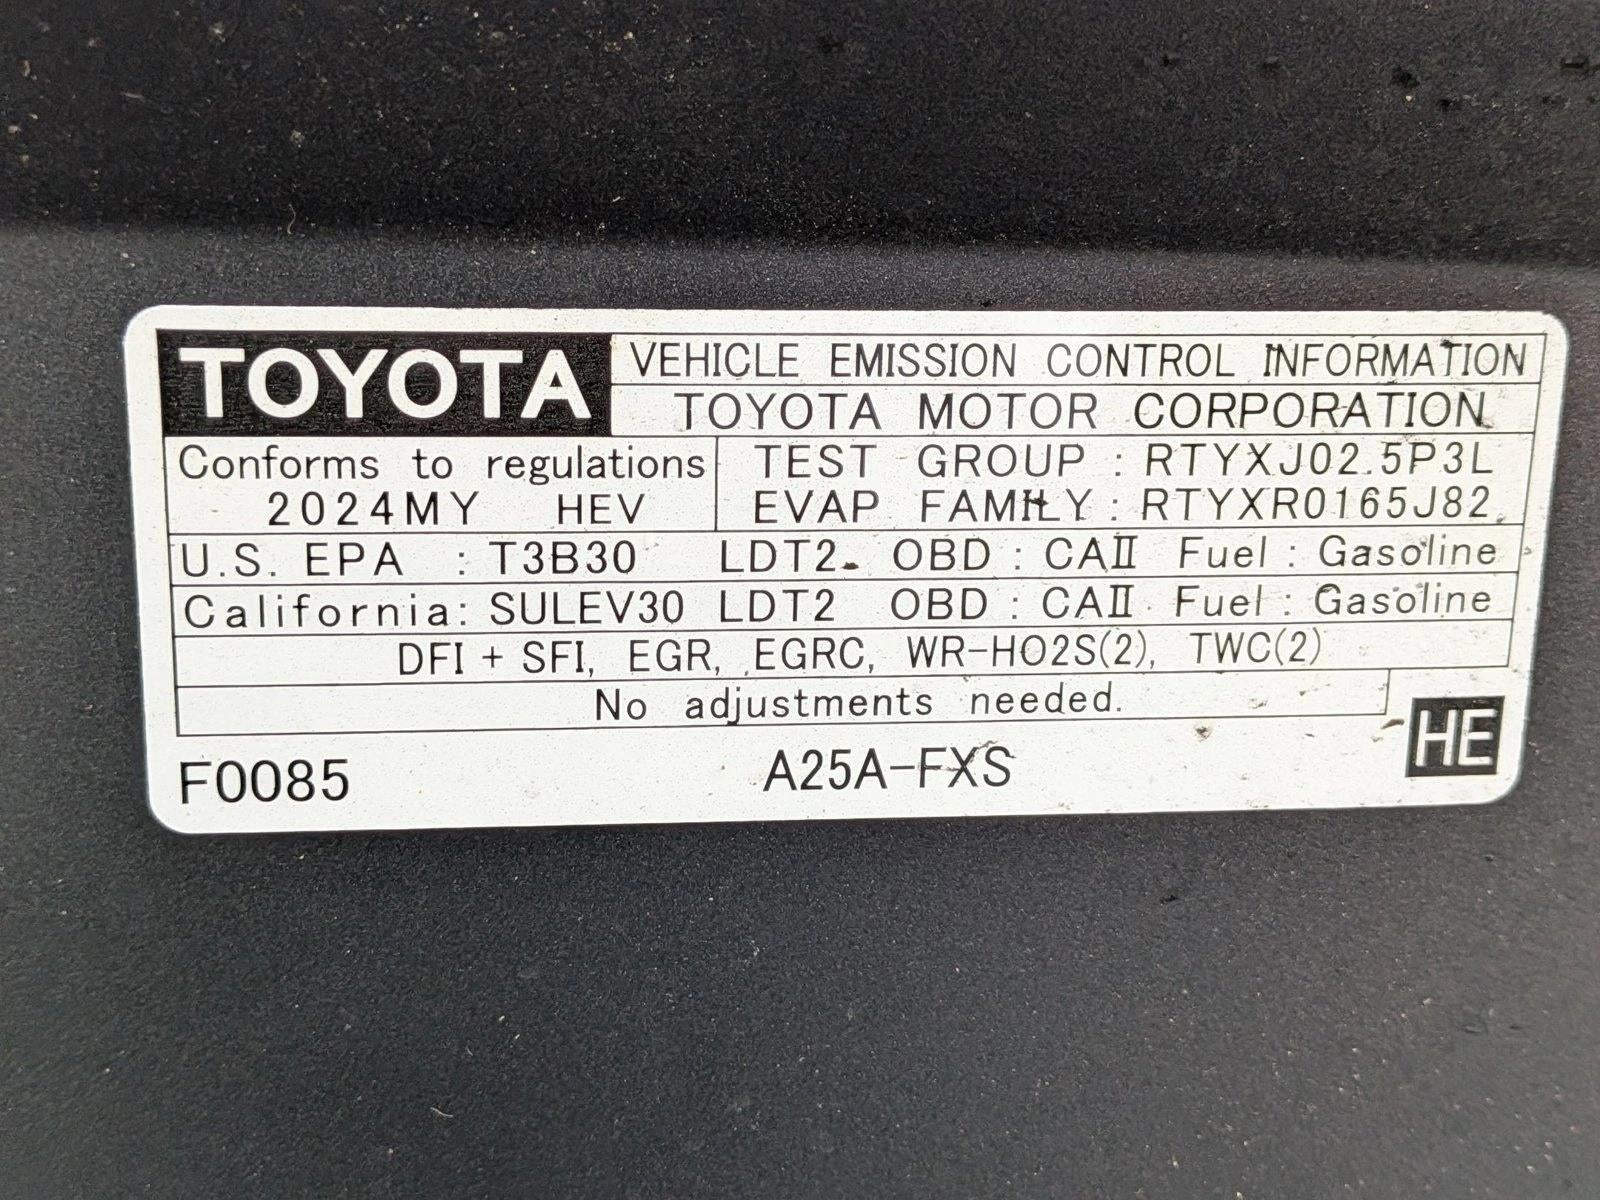 TOYOTA VEHICLE EMISSION CONTROL INFORMATION
TOYOTA MOTOR CORPORATION
Conforms to regulations TEST GROUP : RTYXJ02.5P3L
2024MY HEV EVAP FAMILY : RTYXR0165J82
U.S. EPA : T3B30 LDT2 OBD : CAⅡ Fuel : Gasoline
California: SULEV30 LDT2 OBD : CAⅡ Fuel : Gasoline
DFI + SFI, EGR, EGRC, WR-HO2S(2), TWC(2)
No adjustments needed.
F0085 A25A-FXS HE